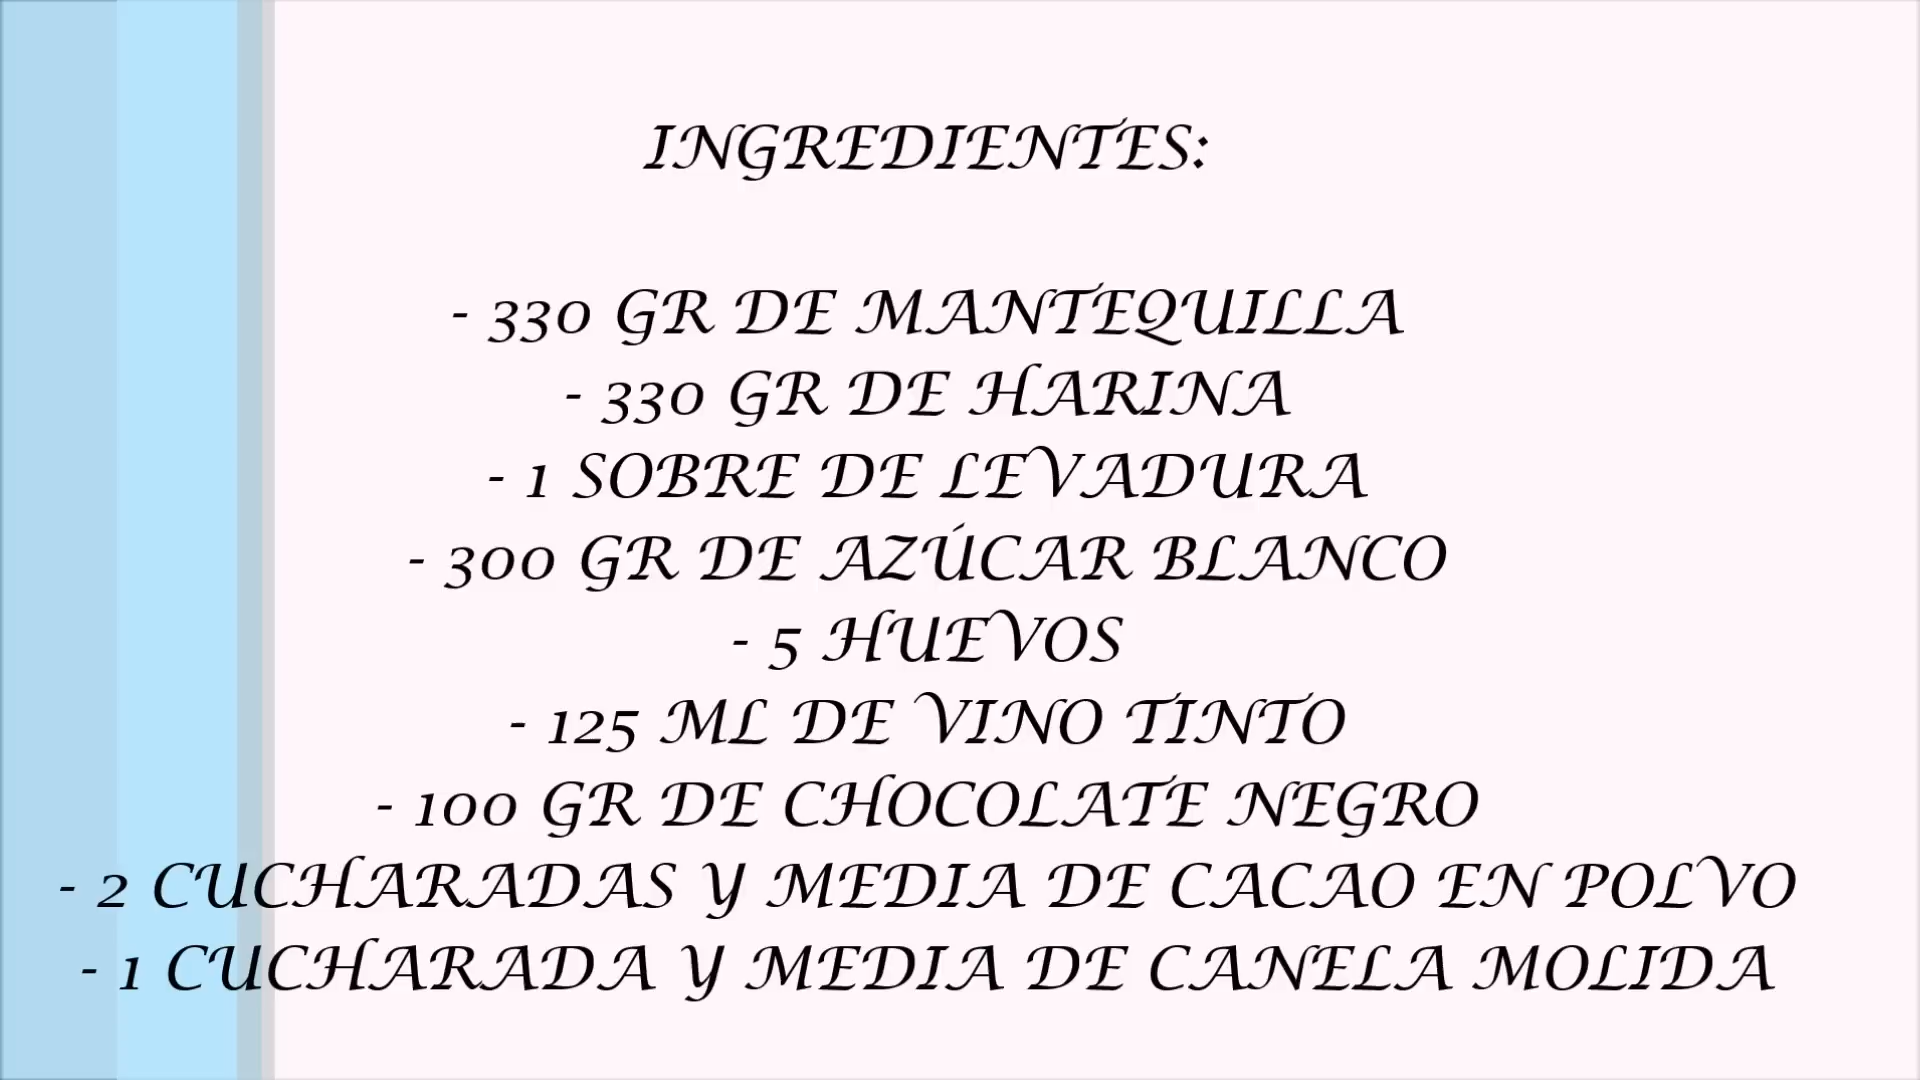 INGREDIENTES:
- 330 GR DE MANTEQUILLA
- 330 GR DE HARINA
- 1 SOBRE DE LEVADURA
- 300 GR DE AZÚCAR BLANCO
- 5 HUEVOS
- 125 ML DE VINO TINTO
- 100 GR DE CHOCOLATE NEGRO
- 2 CUCHARADAS Y MEDIA DE CACAO EN POLVO
- 1 CUCHARADA Y MEDIA DE CANELA MOLIDA